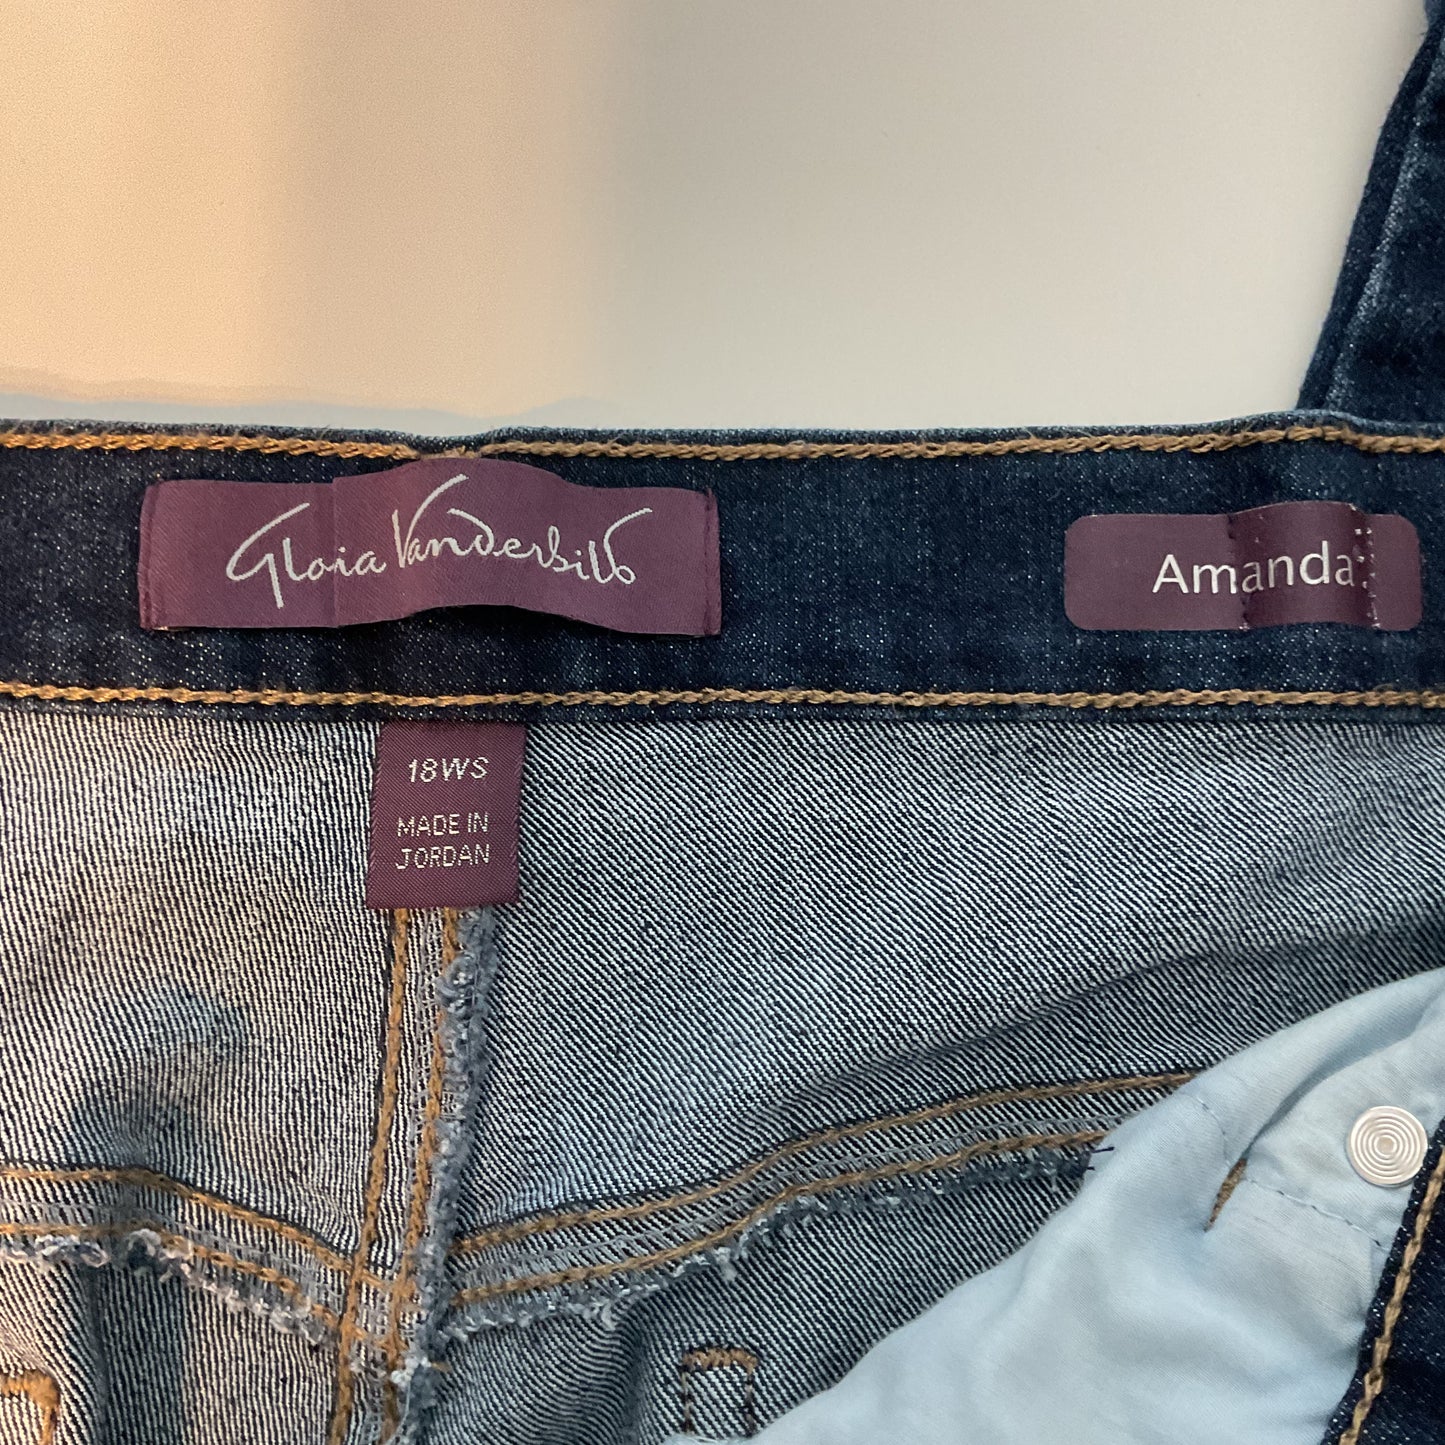 Gloria Vanderbilt
Amanda
18WS
MADE IN
JORDAN